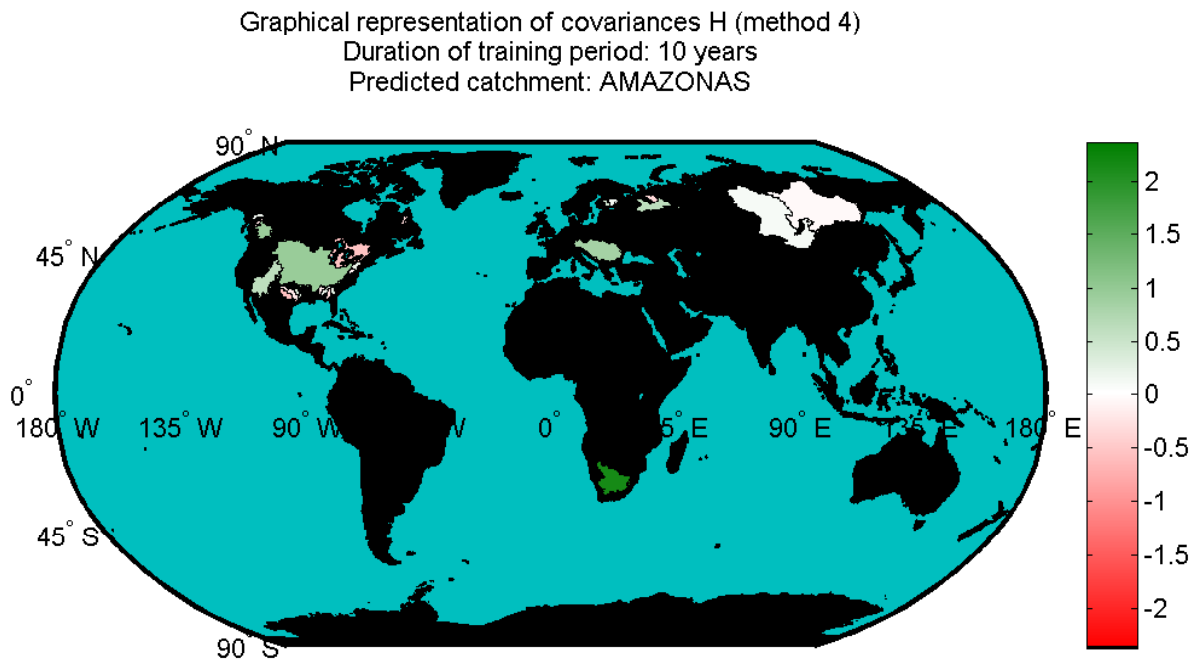 Graphical representation of covariances H (method 4)
Duration of training period: 10 years
Predicted catchment: AMAZONAS
90° N
45° N
0°
180° W
135° W
90° W
W
0°
5° E
90° E
135° E
180° E
45° S
90° S
2
1.5
1
0.5
0
-0.5
-1
-1.5
-2